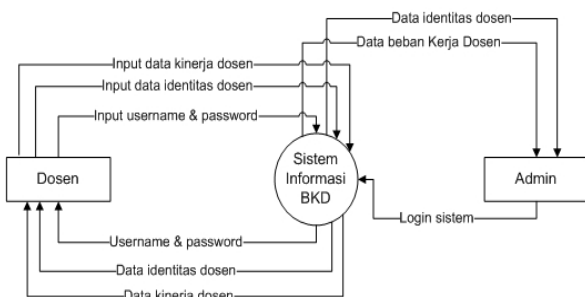 Data identitas dosen
Data beban Kerja Dosen
Input data kinerja dosen
Input data identitas dosen
Input username & password
Dosen
Sistem
Informasi
BKD
Admin
Login sistem
Username & password
Data identitas dosen
Data kinerja dosen